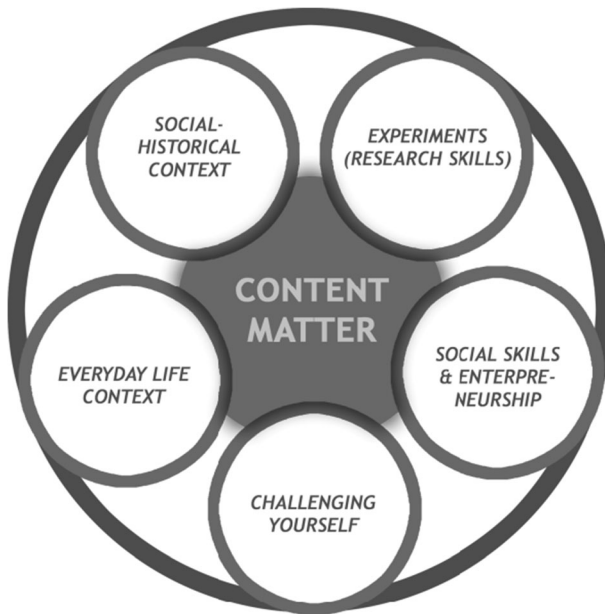 SOCIAL-
HISTORICAL
CONTEXT
EXPERIMENTS
(RESEARCH SKILLS)
CONTENT
MATTER
EVERYDAY LIFE
CONTEXT
SOCIAL SKILLS
& ENTERPRE-
NEURSHIP
CHALLENGING
YOURSELF